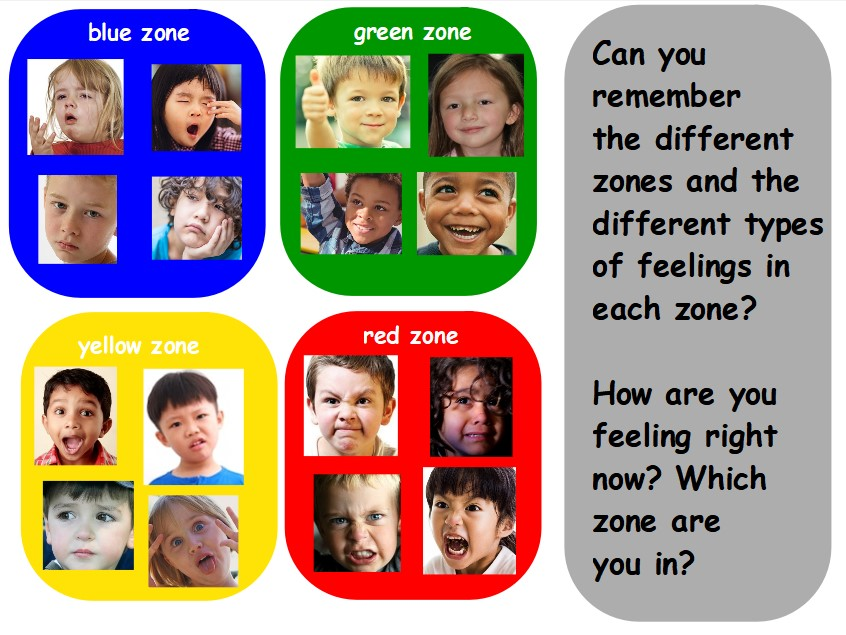 blue zone
green zone
yellow zone
red zone
Can you
remember
the different
zones and the
different types
of feelings in
each zone?
How are you
feeling right
now? Which
zone are
you in?